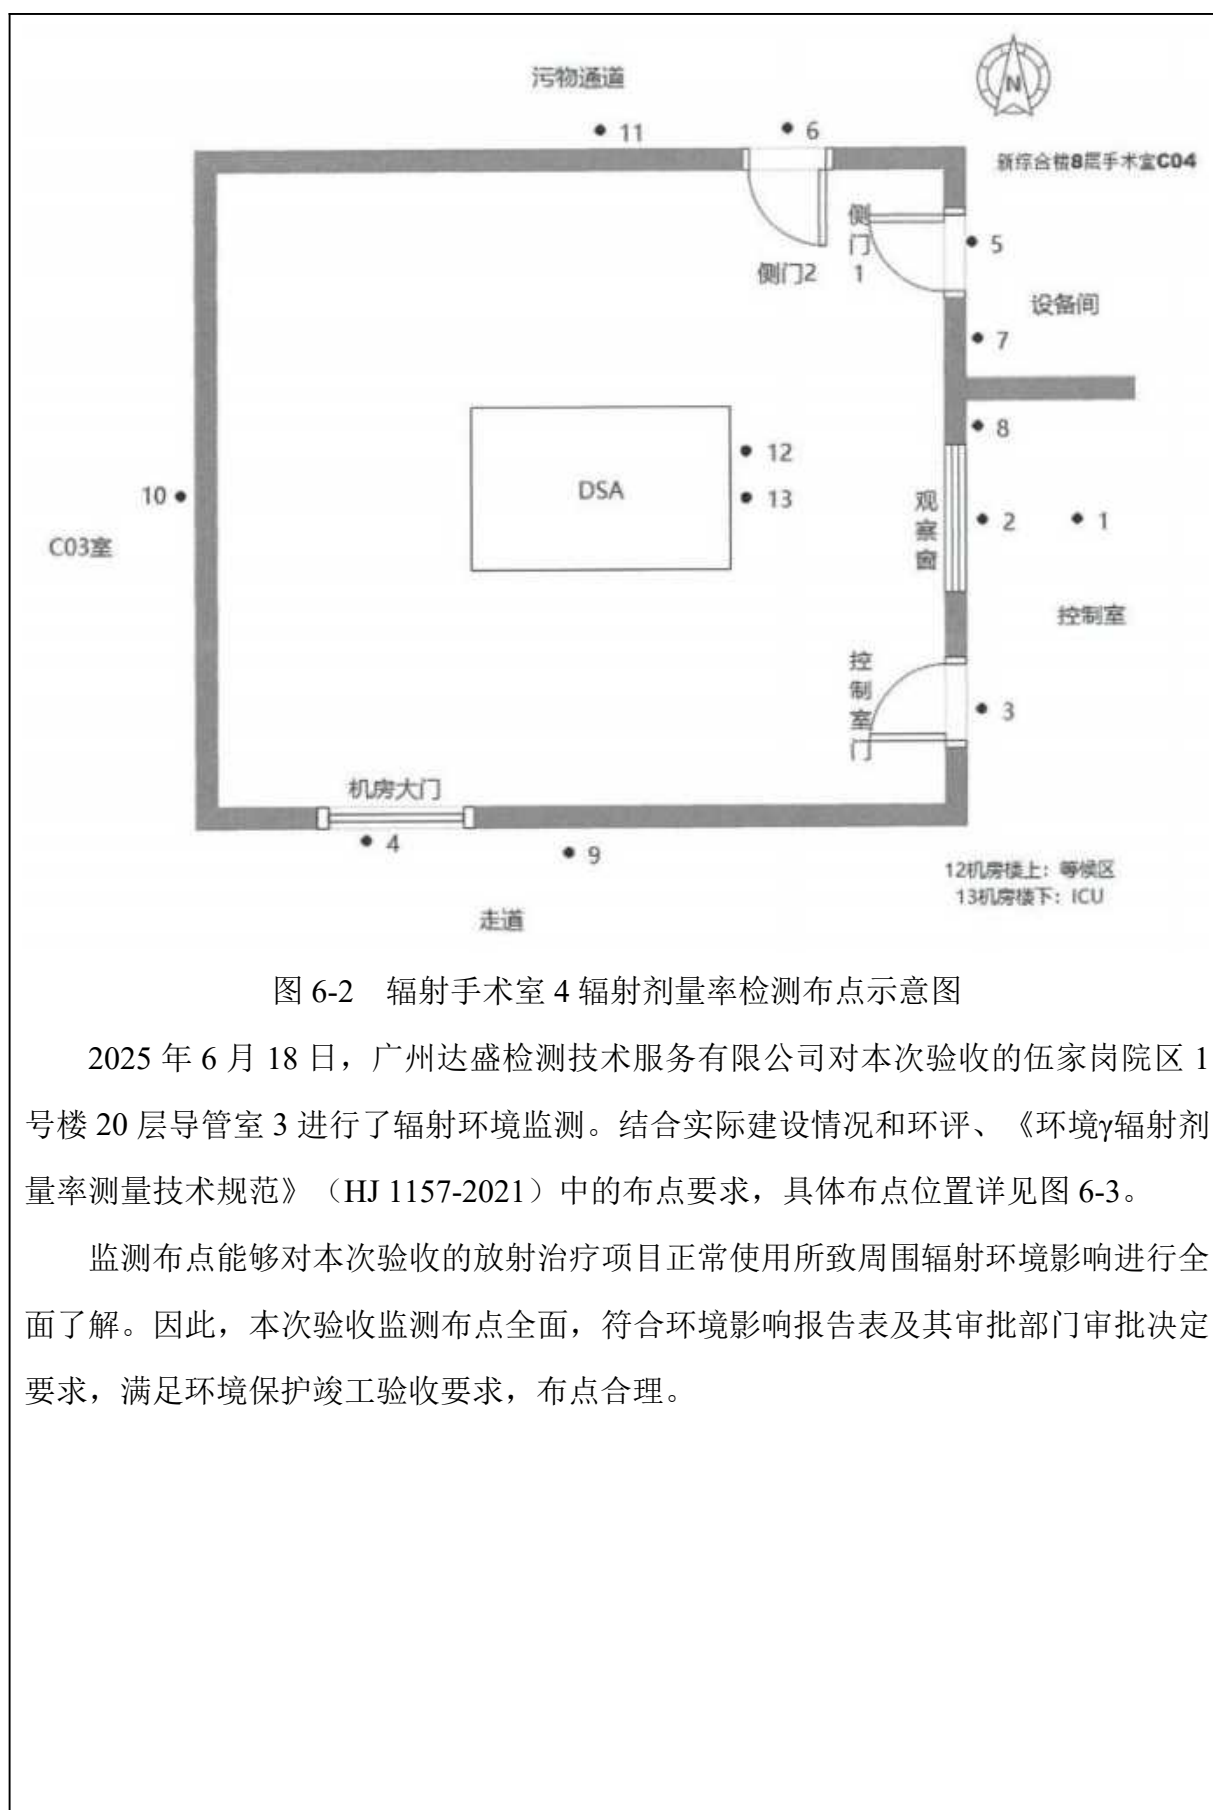 污物通道
N
11
6
新综合楼8层手术室C04
侧门1
5
侧门2
设备间
7
8
12
DSA
13
10
观察窗
2
1
C03室
控制室
控制室门
3
机房大门
4
9
12机房楼上：等候区
13机房楼下：ICU
走道
图 6-2 辐射手术室 4 辐射剂量率检测布点示意图
2025 年 6 月 18 日，广州达盛检测技术服务有限公司对本次验收的伍家岗院区 1
号楼 20 层导管室 3 进行了辐射环境监测。结合实际建设情况和环评、《环境γ辐射剂
量率测量技术规范》（HJ 1157-2021）中的布点要求，具体布点位置详见图 6-3。
监测布点能够对本次验收的放射治疗项目正常使用所致周围辐射环境影响进行全
面了解。因此，本次验收监测布点全面，符合环境影响报告表及其审批部门审批决定
要求，满足环境保护竣工验收要求，布点合理。